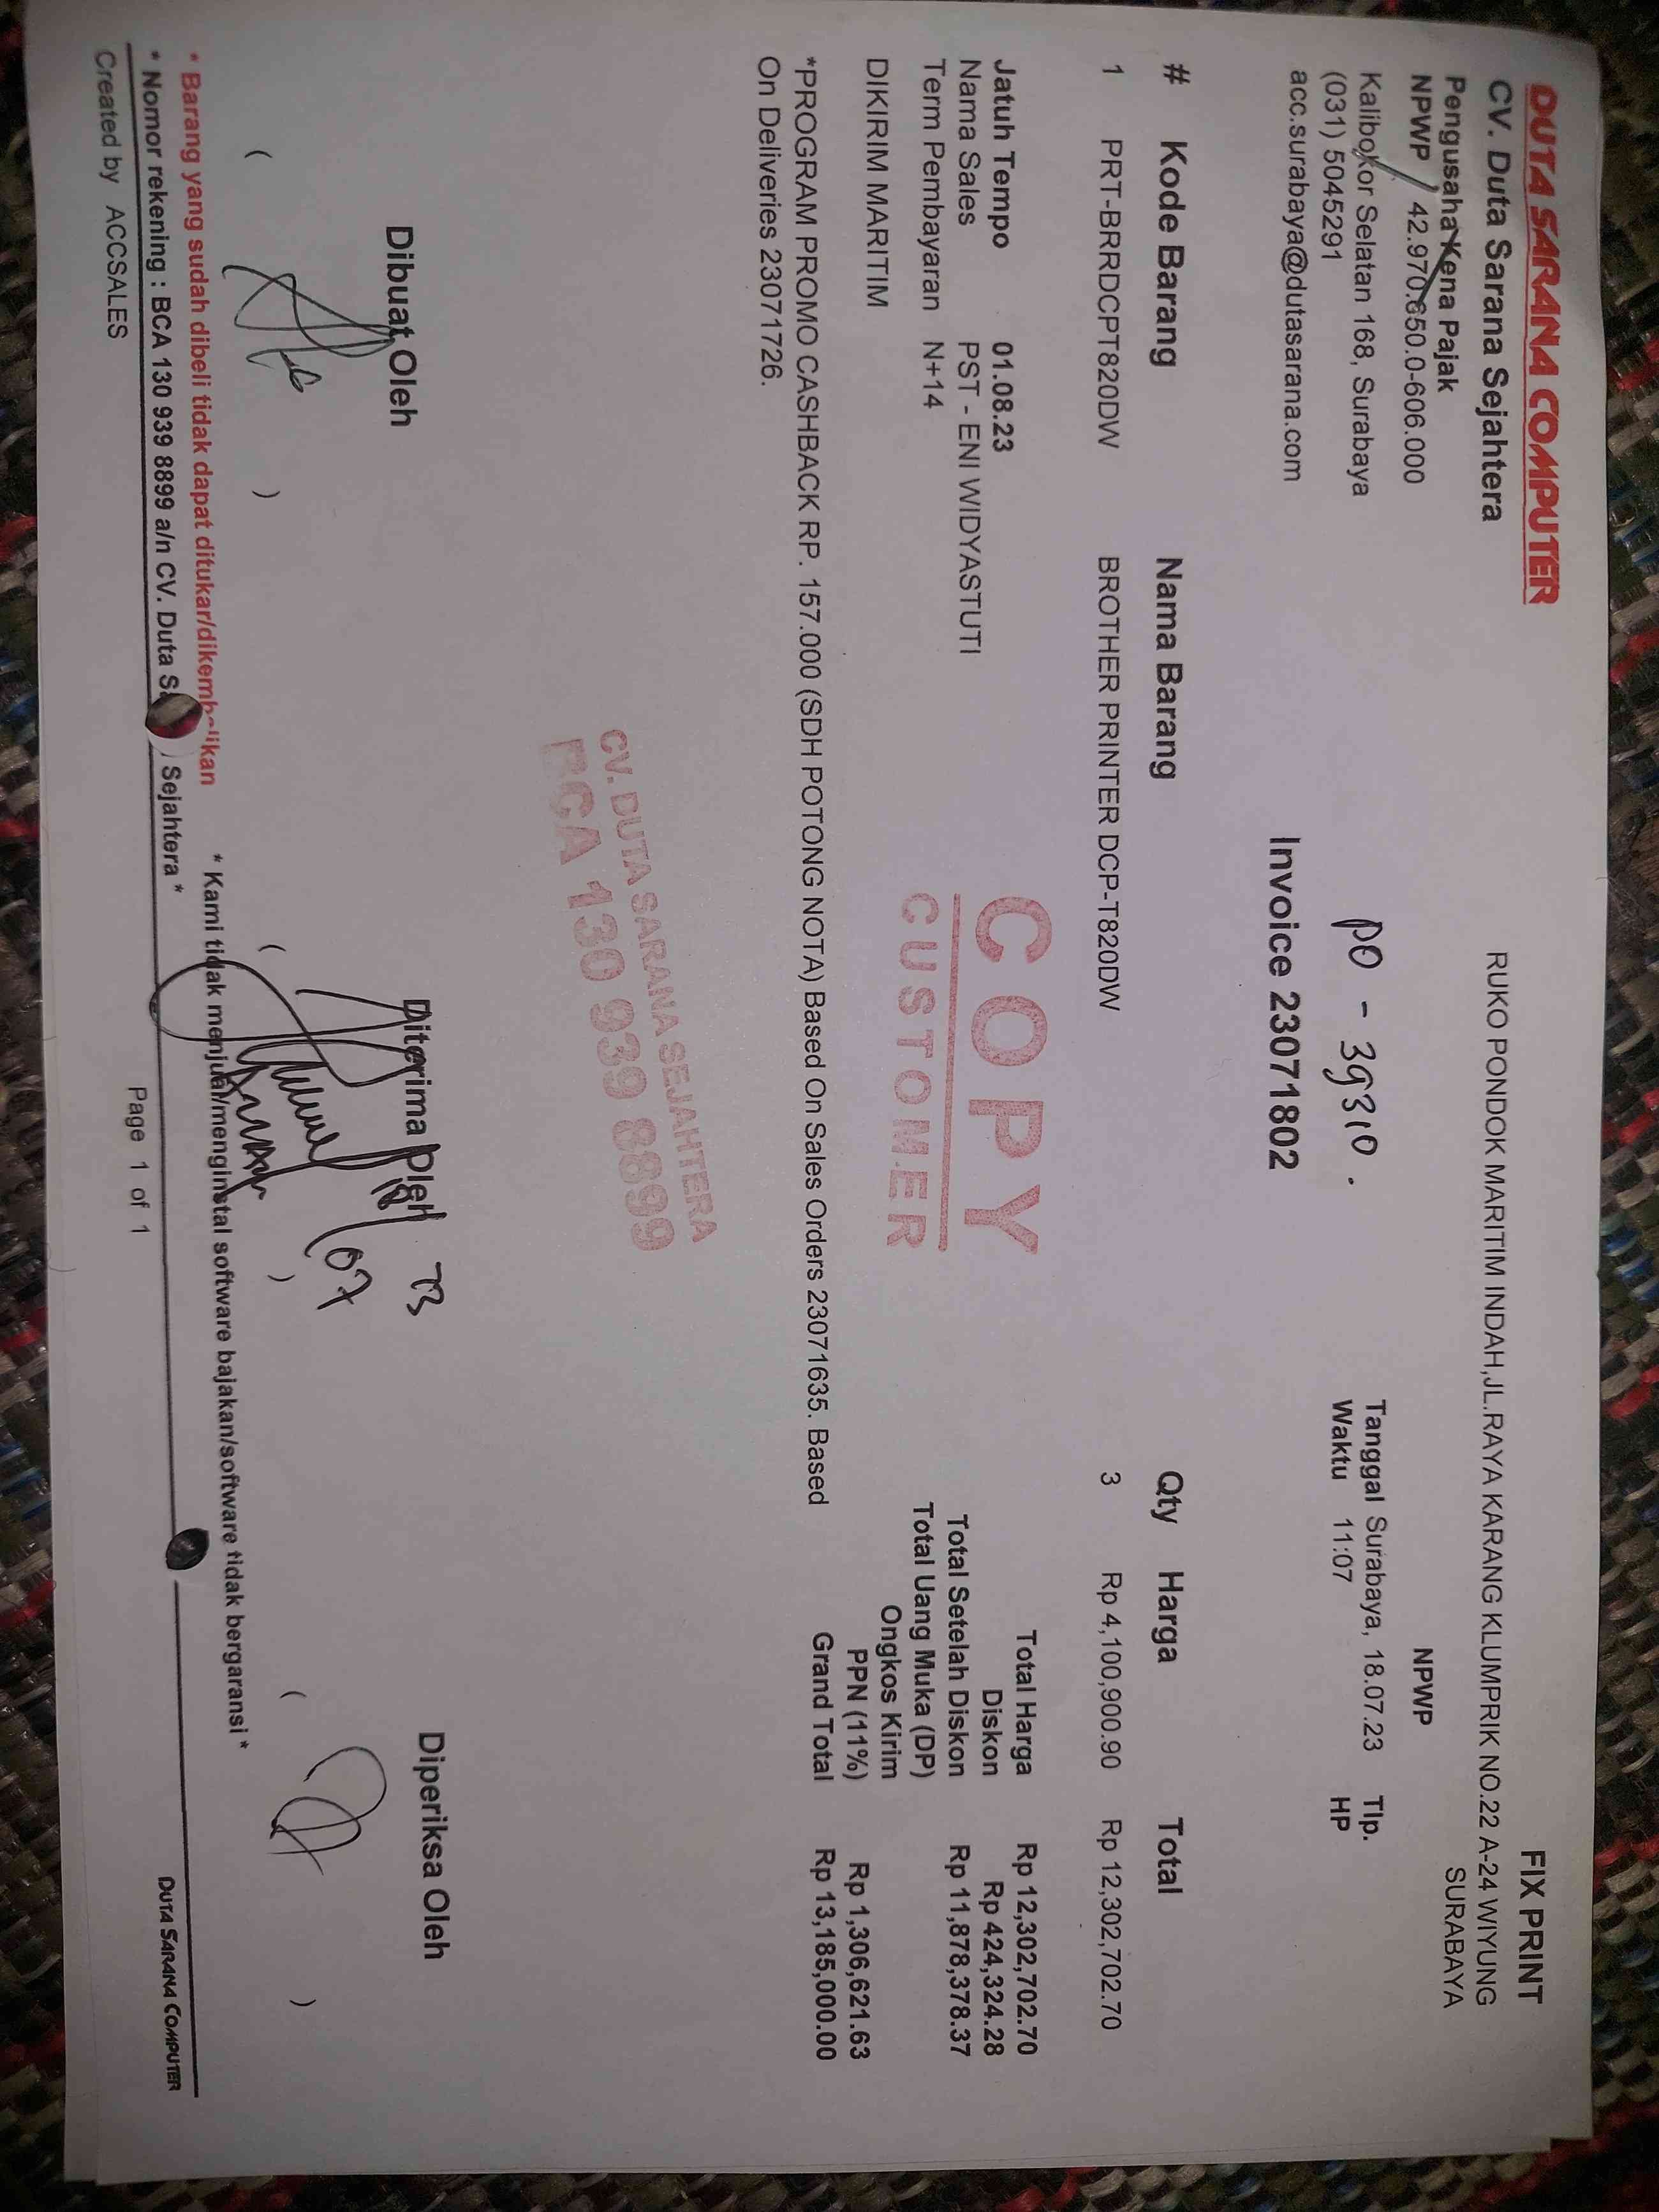 DUTA SARANA COMPUTER
CV. Duta Sarana Sejahtera
Pengusaha Kena Pajak
NPWP 42.970.650.0-606.000
Kalibokor Selatan 168, Surabaya
(031) 5045291
acc.surabaya@dutasarana.com
FIX PRINT
RUKO PONDOK MARITIM INDAH,JL.RAYA KARANG KLUMPRIK NO.22 A-24 WIYUNG
SURABAYA
NPWP
Tanggal Surabaya, 18.07.23 Tlp.
Waktu 11:07 HP
PO - 39310.
Invoice 23071802
# Kode Barang Nama Barang Qty Harga Total
1 PRT-BRRDCPT820DW BROTHER PRINTER DCP-T820DW 3 Rp 4,100,900.90 Rp 12,302,702.70
Jatuh Tempo 01.08.23
Nama Sales PST - ENI WIDYASTUTI
Term Pembayaran N+14
DIKIRIM MARITIM
*PROGRAM PROMO CASHBACK RP. 157.000 (SDH POTONG NOTA) Based On Sales Orders 23071635. Based
On Deliveries 23071726.
COPY
CUSTOMER
Total Harga Rp 12,302,702.70
Diskon Rp 424,324.28
Total Setelah Diskon Rp 11,878,378.37
Total Uang Muka (DP)
Ongkos Kirim
PPN (11%) Rp 1,306,621.63
Grand Total Rp 13,185,000.00
CV. DUTA SARANA SEJAHTERA
BCA 130 939 8899
Dibuat Oleh Diterima Oleh Diperiksa Oleh
( ) ( ) ( )
* Barang yang sudah dibeli tidak dapat ditukar/dikembalikan * Kami tidak menjual/menginstal software bajakan/software tidak bergaransi *
* Nomor rekening : BCA 130 939 8899 a/n CV. Duta Sa Sejahtera *
DUTA SARANA COMPUTER
Created by ACCSALES Page 1 of 1